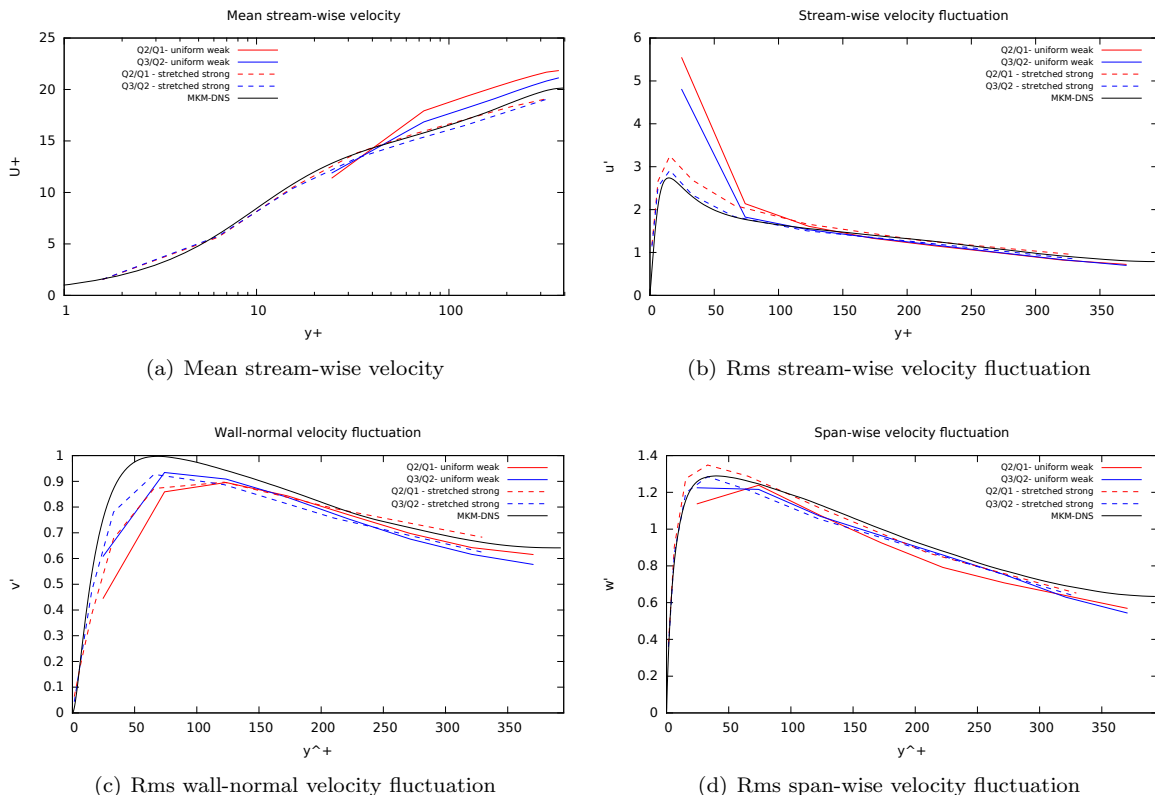 Mean stream-wise velocity
25
20
15
10
5
0
1
10
100
U+
y+
Q2/Q1- uniform weak
Q3/Q2- uniform weak
Q2/Q1 - stretched strong
Q3/Q2 - stretched strong
MKM-DNS
(a) Mean stream-wise velocity
Stream-wise velocity fluctuation
6
5
4
3
2
1
0
0
50
100
150
200
250
300
350
u'
y+
Q2/Q1- uniform weak
Q3/Q2- uniform weak
Q2/Q1 - stretched strong
Q3/Q2 - stretched strong
MKM-DNS
(b) Rms stream-wise velocity fluctuation
Wall-normal velocity fluctuation
1
0.9
0.8
0.7
0.6
0.5
0.4
0.3
0.2
0.1
0
0
50
100
150
200
250
300
350
v'
y^+
Q2/Q1- uniform weak
Q3/Q2- uniform weak
Q2/Q1 - stretched strong
Q3/Q2 - stretched strong
MKM-DNS
(c) Rms wall-normal velocity fluctuation
Span-wise velocity fluctuation
1.4
1.2
1
0.8
0.6
0.4
0.2
0
0
50
100
150
200
250
300
350
w'
y^+
Q2/Q1- uniform weak
Q3/Q2- uniform weak
Q2/Q1 - stretched strong
Q3/Q2 - stretched strong
MKM-DNS
(d) Rms span-wise velocity fluctuation